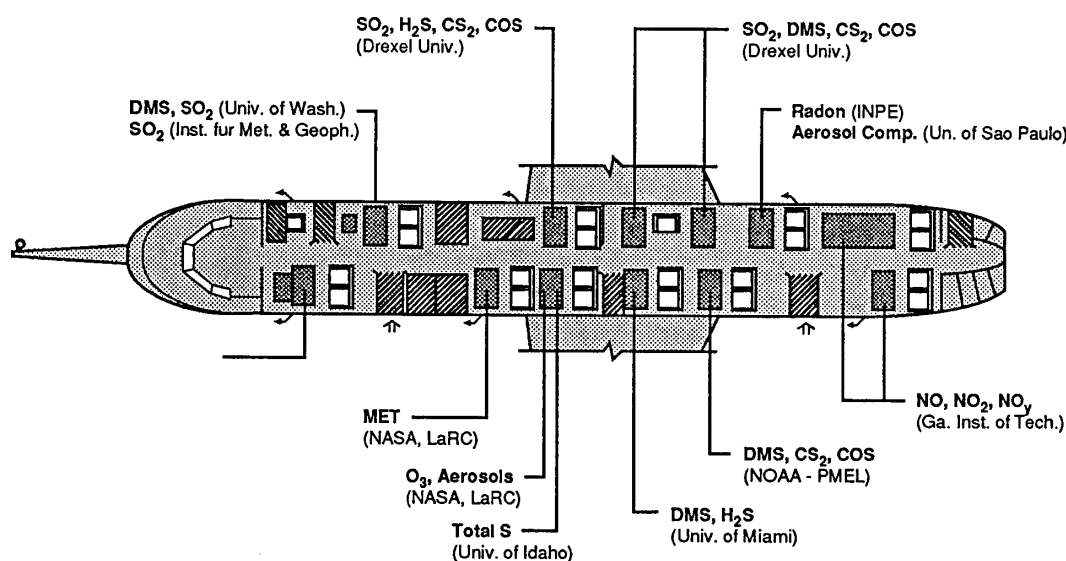 SO2, H2S, CS2, COS
(Drexel Univ.)
SO2, DMS, CS2, COS
(Drexel Univ.)
DMS, SO2 (Univ. of Wash.)
SO2 (Inst. fur Met. & Geoph.)
Radon (INPE)
Aerosol Comp. (Un. of Sao Paulo)
MET
(NASA, LaRC)
O3, Aerosols
(NASA, LaRC)
Total S
(Univ. of Idaho)
DMS, H2S
(Univ. of Miami)
DMS, CS2, COS
(NOAA - PMEL)
NO, NO2, NOy
(Ga. Inst. of Tech.)